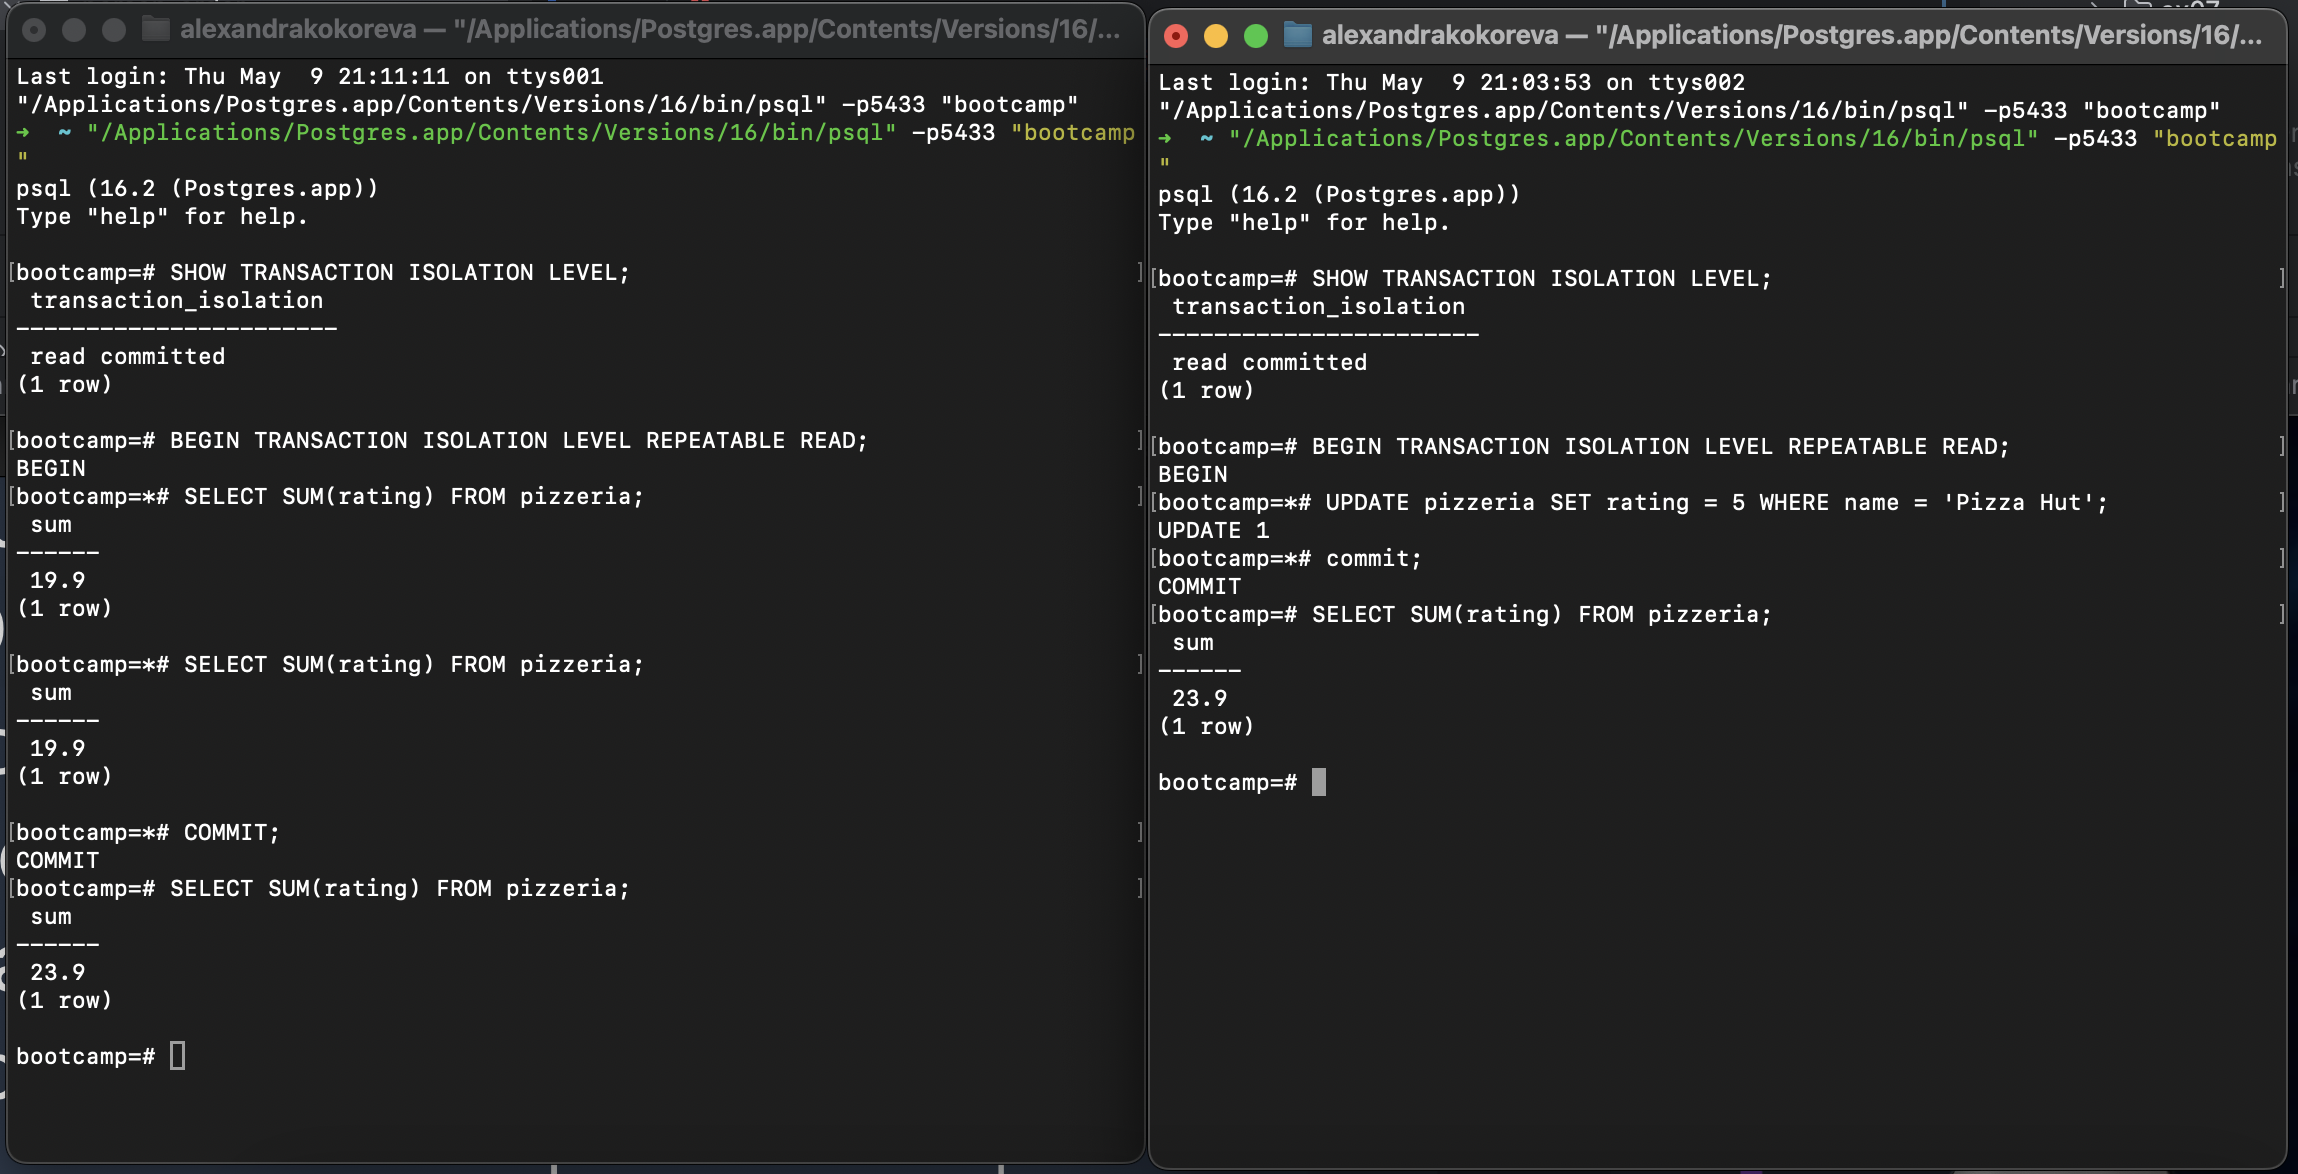 alexandrakokoreva — "/Applications/Postgres.app/Contents/Versions/16/...
Last login: Thu May  9 21:11:11 on ttys001
"/Applications/Postgres.app/Contents/Versions/16/bin/psql" -p5433 "bootcamp"
➜  ~ "/Applications/Postgres.app/Contents/Versions/16/bin/psql" -p5433 "bootcamp
"
psql (16.2 (Postgres.app))
Type "help" for help.
[bootcamp=# SHOW TRANSACTION ISOLATION LEVEL; ]
 transaction_isolation
-----------------------
 read committed
(1 row)
[bootcamp=# BEGIN TRANSACTION ISOLATION LEVEL REPEATABLE READ; ]
BEGIN
[bootcamp=*# SELECT SUM(rating) FROM pizzeria; ]
 sum
------
 19.9
(1 row)
[bootcamp=*# SELECT SUM(rating) FROM pizzeria; ]
 sum
------
 19.9
(1 row)
[bootcamp=*# COMMIT; ]
COMMIT
[bootcamp=# SELECT SUM(rating) FROM pizzeria; ]
 sum
------
 23.9
(1 row)
bootcamp=#
alexandrakokoreva — "/Applications/Postgres.app/Contents/Versions/16/...
Last login: Thu May  9 21:03:53 on ttys002
"/Applications/Postgres.app/Contents/Versions/16/bin/psql" -p5433 "bootcamp"
➜  ~ "/Applications/Postgres.app/Contents/Versions/16/bin/psql" -p5433 "bootcamp
"
psql (16.2 (Postgres.app))
Type "help" for help.
[bootcamp=# SHOW TRANSACTION ISOLATION LEVEL; ]
 transaction_isolation
-----------------------
 read committed
(1 row)
[bootcamp=# BEGIN TRANSACTION ISOLATION LEVEL REPEATABLE READ; ]
BEGIN
[bootcamp=*# UPDATE pizzeria SET rating = 5 WHERE name = 'Pizza Hut'; ]
UPDATE 1
[bootcamp=*# commit; ]
COMMIT
[bootcamp=# SELECT SUM(rating) FROM pizzeria; ]
 sum
------
 23.9
(1 row)
bootcamp=#